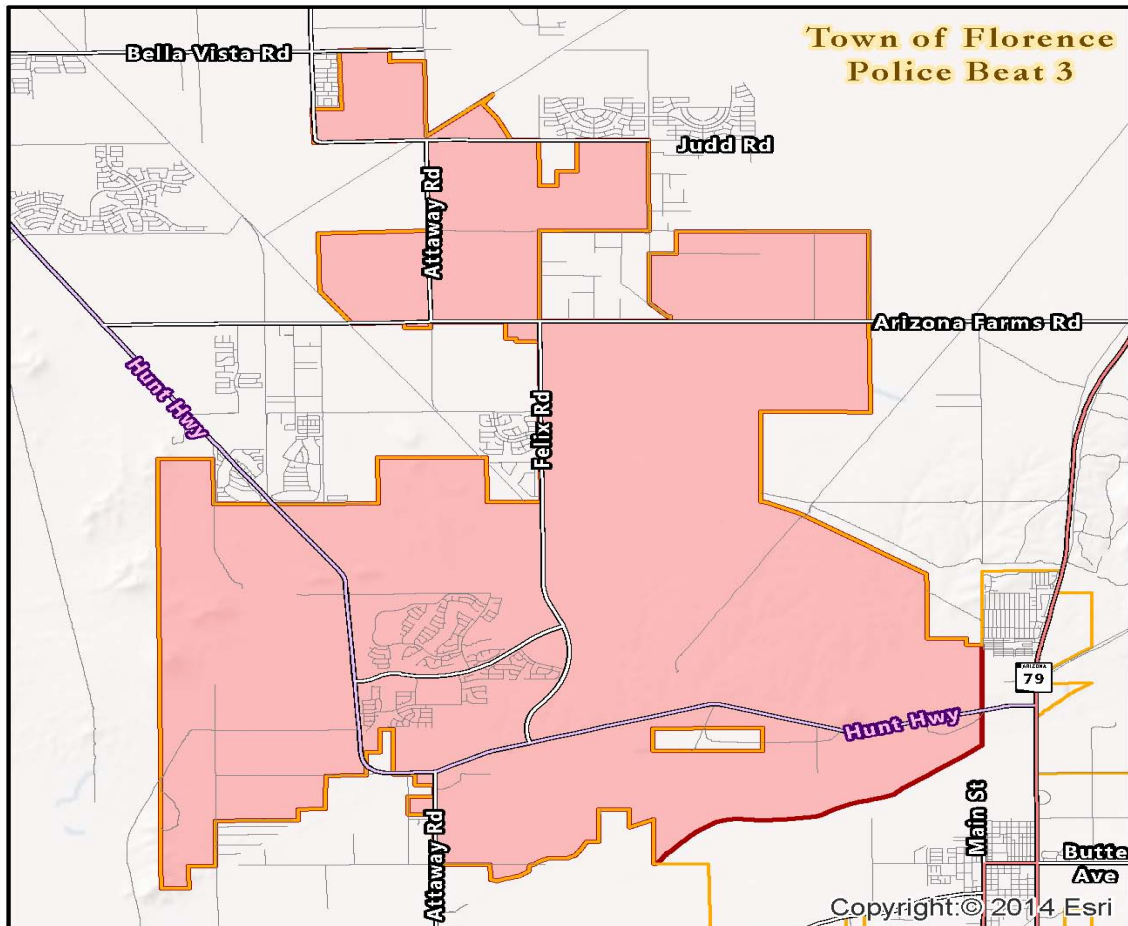 Town of Florence
Police Beat 3
Bella Vista Rd
Judd Rd
Attaway Rd
Arizona Farms Rd
Hunt Hwy
Felix Rd
ARIZONA
79
Hunt Hwy
Main St
Attaway Rd
Butte
Ave
Copyright:© 2014 Esri